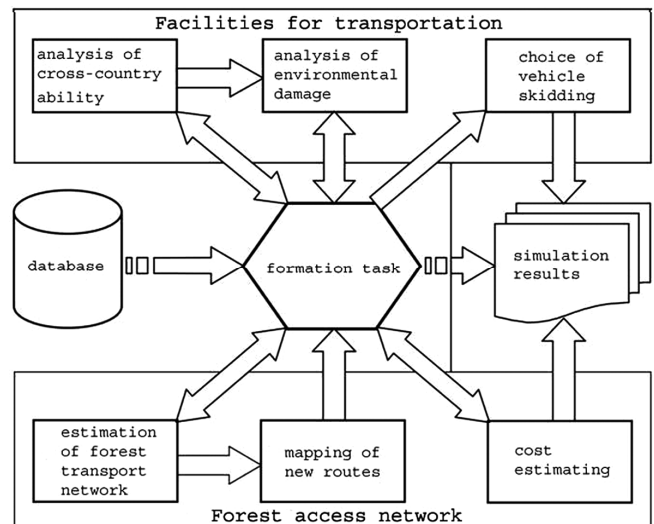 Facilities for transportation
analysis of
cross-country
ability
analysis of
environmental
damage
choice of
vehicle
skidding
database
formation task
simulation
results
estimation
of forest
transport
network
mapping of
new routes
cost
estimating
Forest access network